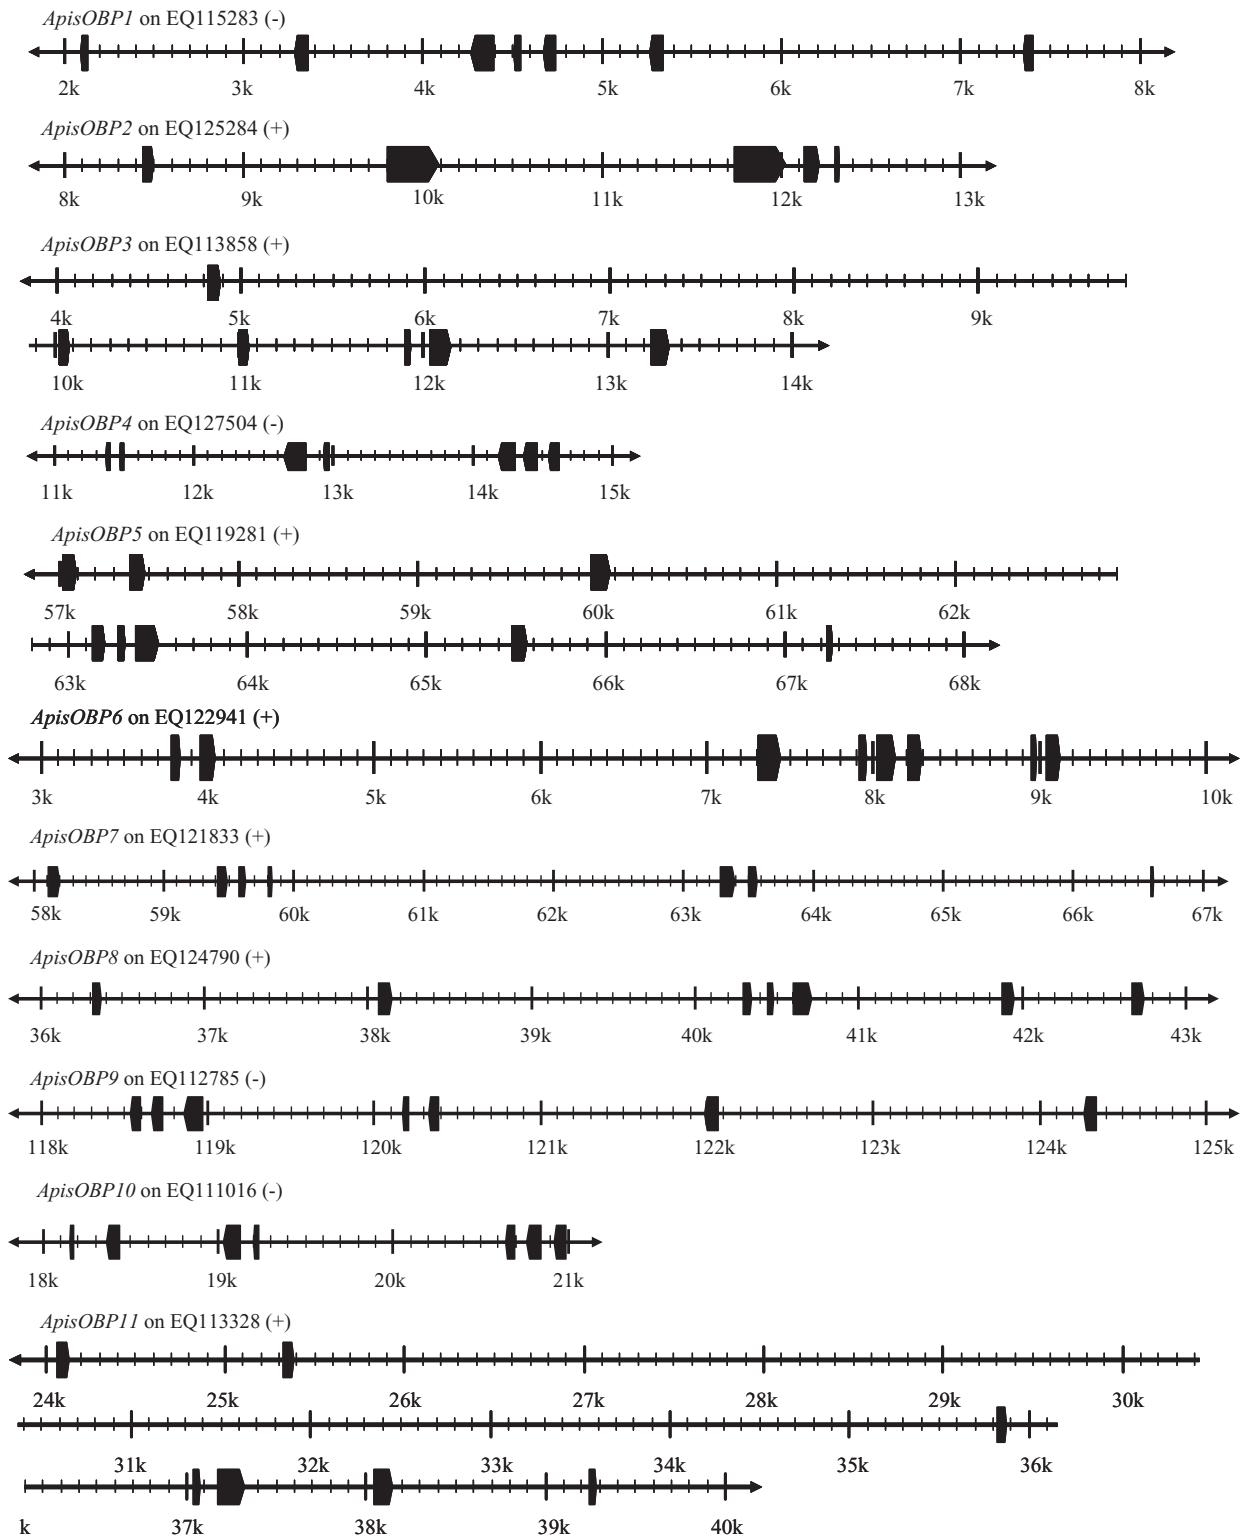 ApisOBP1 on EQ115283 (-)
2k 3k 4k 5k 6k 7k 8k
ApisOBP2 on EQ125284 (+)
8k 9k 10k 11k 12k 13k
ApisOBP3 on EQ113858 (+)
4k 5k 6k 7k 8k 9k
10k 11k 12k 13k 14k
ApisOBP4 on EQ127504 (-)
11k 12k 13k 14k 15k
ApisOBP5 on EQ119281 (+)
57k 58k 59k 60k 61k 62k
63k 64k 65k 66k 67k 68k
ApisOBP6 on EQ122941 (+)
3k 4k 5k 6k 7k 8k 9k 10k
ApisOBP7 on EQ121833 (+)
58k 59k 60k 61k 62k 63k 64k 65k 66k 67k
ApisOBP8 on EQ124790 (+)
36k 37k 38k 39k 40k 41k 42k 43k
ApisOBP9 on EQ112785 (-)
118k 119k 120k 121k 122k 123k 124k 125k
ApisOBP10 on EQ111016 (-)
18k 19k 20k 21k
ApisOBP11 on EQ113328 (+)
24k 25k 26k 27k 28k 29k 30k
31k 32k 33k 34k 35k 36k
k 37k 38k 39k 40k